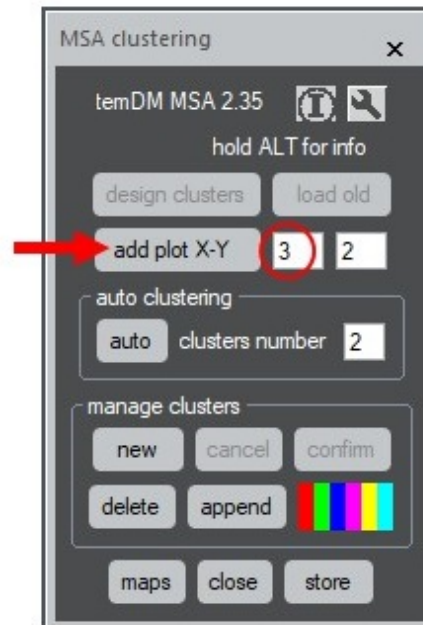 MSA clustering x
temDM MSA 2.35
hold ALT for info
design clusters load old
add plot X-Y 3 2
auto clustering
auto clusters number 2
manage clusters
new cancel confirm
delete append
maps close store